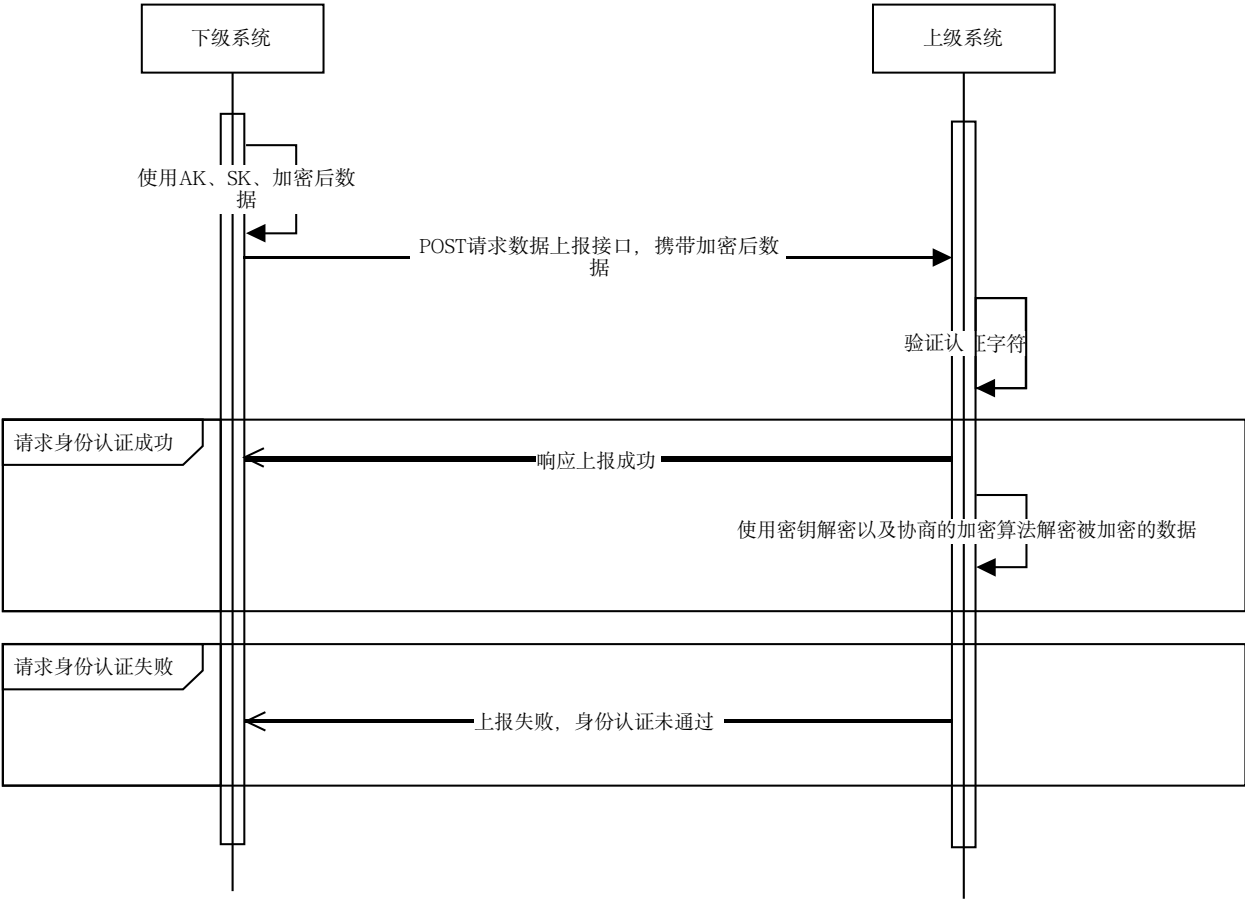 下级系统
上级系统
使用AK、SK、加密后数
据
POST请求数据上报接口，携带加密后数
据
验证认证字符
请求身份认证成功
响应上报成功
使用密钥解密以及协商的加密算法解密被加密的数据
请求身份认证失败
上报失败，身份认证未通过